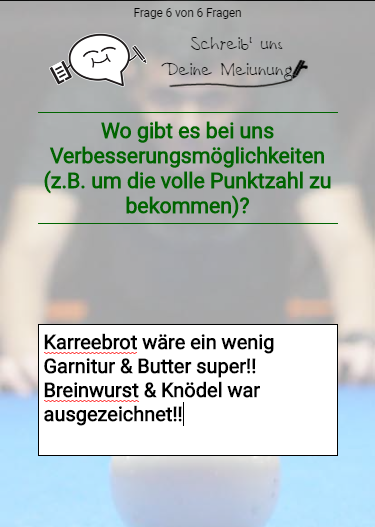 Frage 6 von 6 Fragen
Schreib' uns
Deine Meiunung
Wo gibt es bei uns
Verbesserungsmöglichkeiten
(z.B. um die volle Punktzahl zu
bekommen)?
Karreebrot wäre ein wenig
Garnitur & Butter super!!
Breinwurst & Knödel war
ausgezeichnet!!